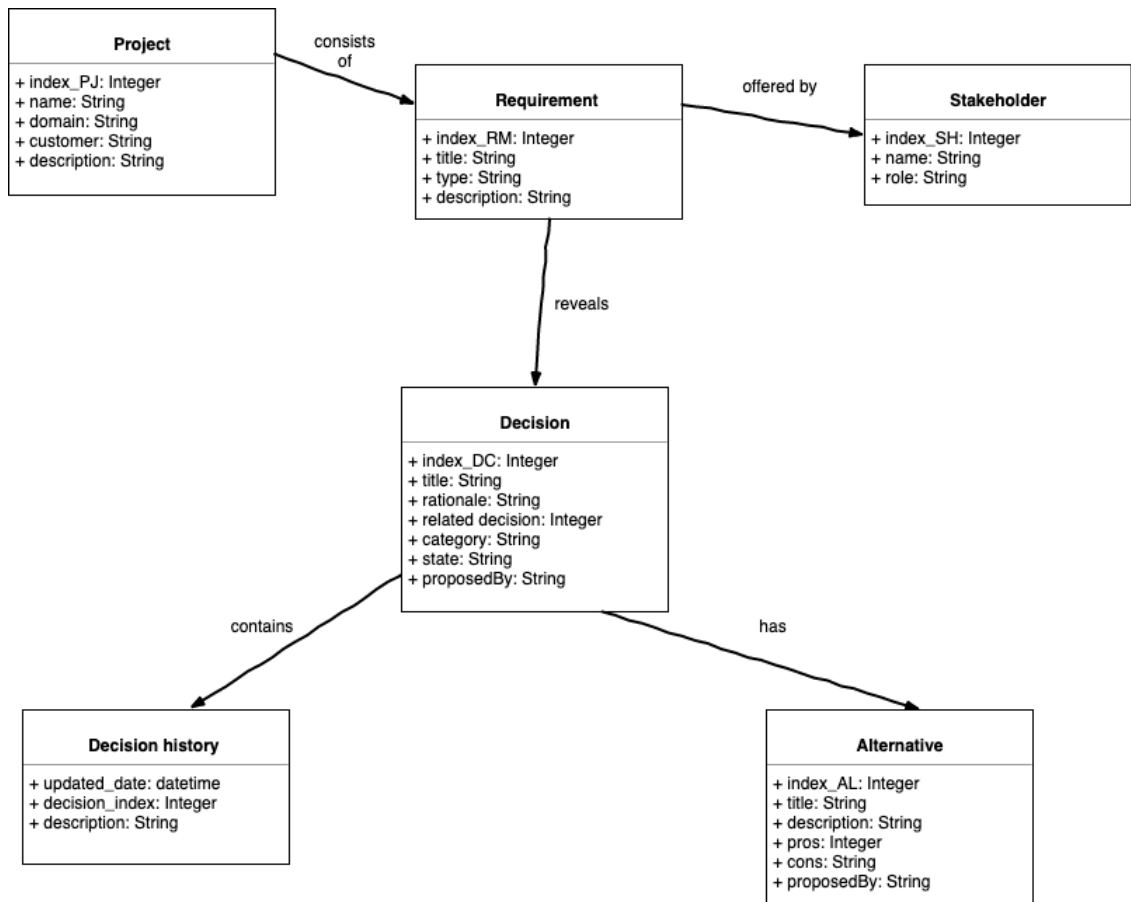 Project
+ index_PJ: Integer
+ name: String
+ domain: String
+ customer: String
+ description: String
consists
of
Requirement
+ index_RM: Integer
+ title: String
+ type: String
+ description: String
offered by
Stakeholder
+ index_SH: Integer
+ name: String
+ role: String
reveals
Decision
+ index_DC: Integer
+ title: String
+ rationale: String
+ related decision: Integer
+ category: String
+ state: String
+ proposedBy: String
contains
has
Decision history
+ updated_date: datetime
+ decision_index: Integer
+ description: String
Alternative
+ index_AL: Integer
+ title: String
+ description: String
+ pros: Integer
+ cons: String
+ proposedBy: String